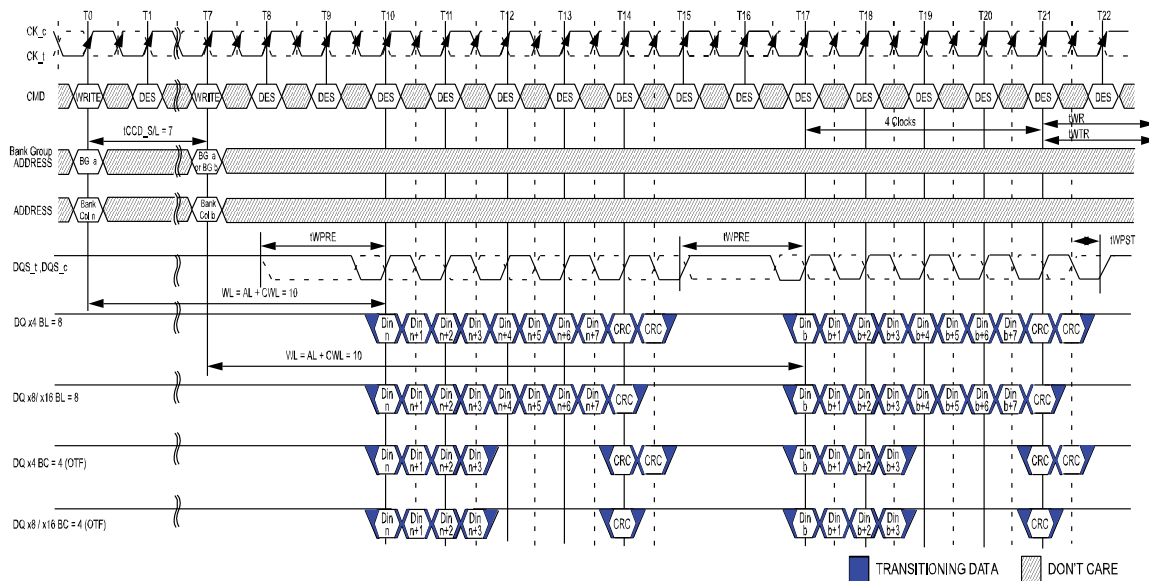 T0 T1 T7 T8 T9 T10 T11 T12 T13 T14 T15 T16 T17 T18 T19 T20 T21 T22
CK_c
CK_t
CMD WRITE DES WRITE DES DES DES DES DES DES DES DES DES DES DES DES DES DES DES
tCCD_S/L = 7
4 Clocks
tWR
tWTR
Bank Group
ADDRESS
BG a
BG a
or BG b
ADDRESS
Bank
Col n
Bank
Col b
tWPRE
tWPRE
tWPST
DQS_t ,DQS_c
WL = AL + CWL = 10
DQ x4 BL = 8
Din n Din n+1 Din n+2 Din n+3 Din n+4 Din n+5 Din n+6 Din n+7 CRC CRC Din b Din b+1 Din b+2 Din b+3 Din b+4 Din b+5 Din b+6 Din b+7 CRC CRC
WL = AL + CWL = 10
DQ x8/ x16 BL = 8
Din n Din n+1 Din n+2 Din n+3 Din n+4 Din n+5 Din n+6 Din n+7 CRC Din b Din b+1 Din b+2 Din b+3 Din b+4 Din b+5 Din b+6 Din b+7 CRC
DQ x4 BC = 4 (OTF)
Din n Din n+1 Din n+2 Din n+3 CRC CRC Din b Din b+1 Din b+2 Din b+3 CRC CRC
DQ x8 / x16 BC = 4 (OTF)
Din n Din n+1 Din n+2 Din n+3 CRC Din b Din b+1 Din b+2 Din b+3 CRC
TRANSITIONING DATA
DON'T CARE